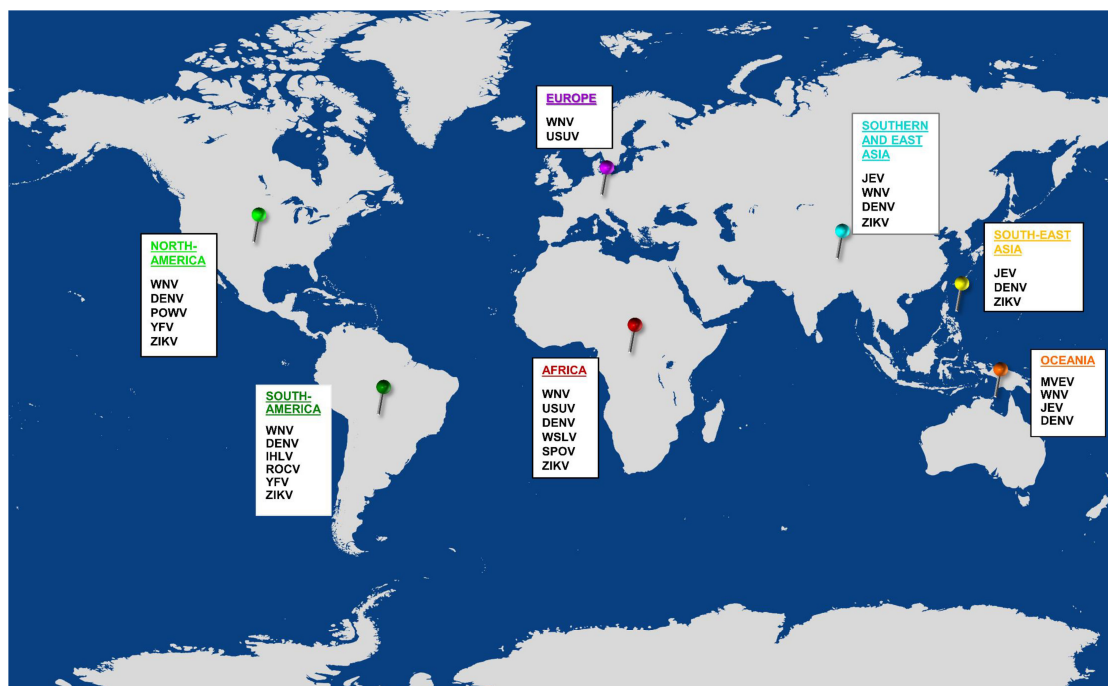 EUROPE
WNV
USUV
SOUTHERN
AND EAST
ASIA
JEV
WNV
DENV
ZIKV
SOUTH-EAST
ASIA
JEV
DENV
ZIKV
NORTH-
AMERICA
WNV
DENV
POWV
YFV
ZIKV
OCEANIA
MVEV
WNV
JEV
DENV
AFRICA
WNV
USUV
DENV
WSLV
SPOV
ZIKV
SOUTH-
AMERICA
WNV
DENV
IHLV
ROCV
YFV
ZIKV